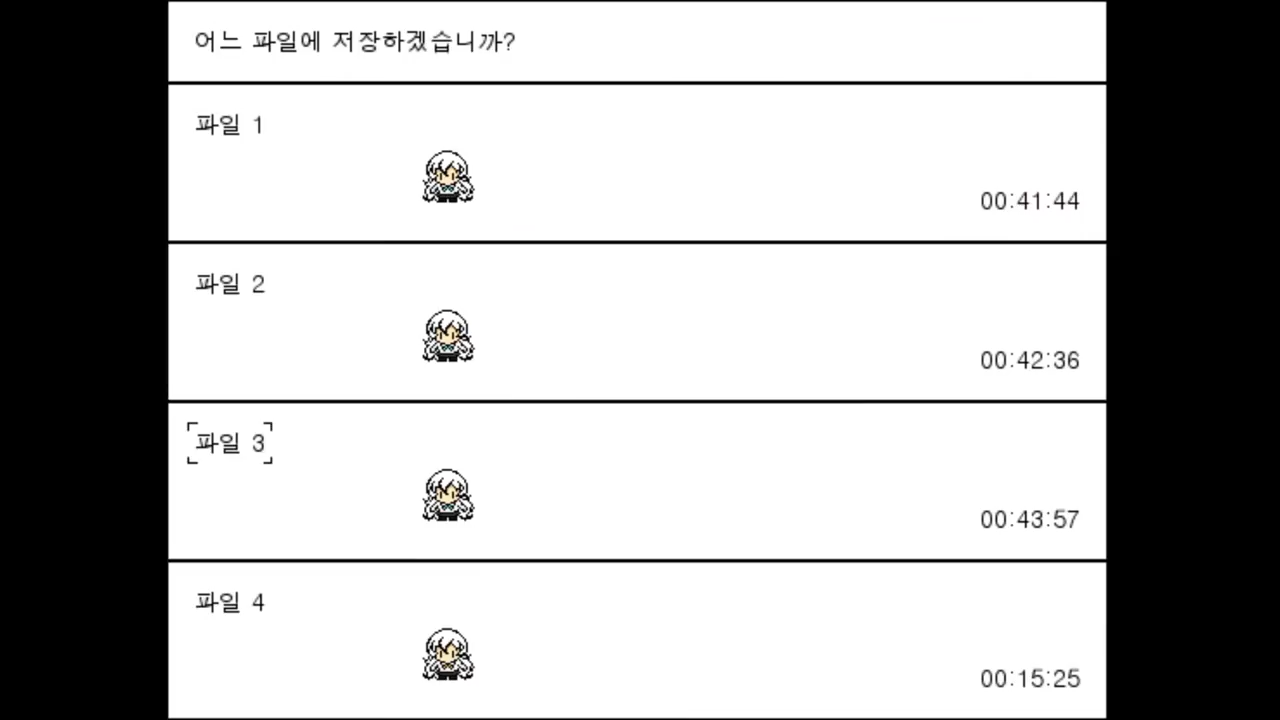 어느 파일에 저장하겠습니까?
파일 1
00:41:44
파일 2
00:42:36
파일 3
00:43:57
파일 4
00:15:25